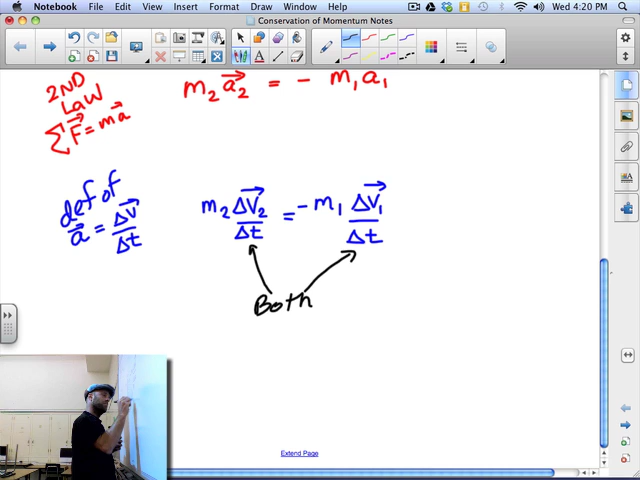 Notebook File Edit View Insert Format Draw Window Help Wed 4:20 PM
Conservation of Momentum Notes
2ND
LAW
ΣF⃗ = ma⃗
m₂a⃗₂ = - m₁a₁
def of
a⃗ = ΔV⃗/Δt
m₂ ΔV⃗₂/Δt = -m₁ ΔV⃗₁/Δt
Both
Extend Page